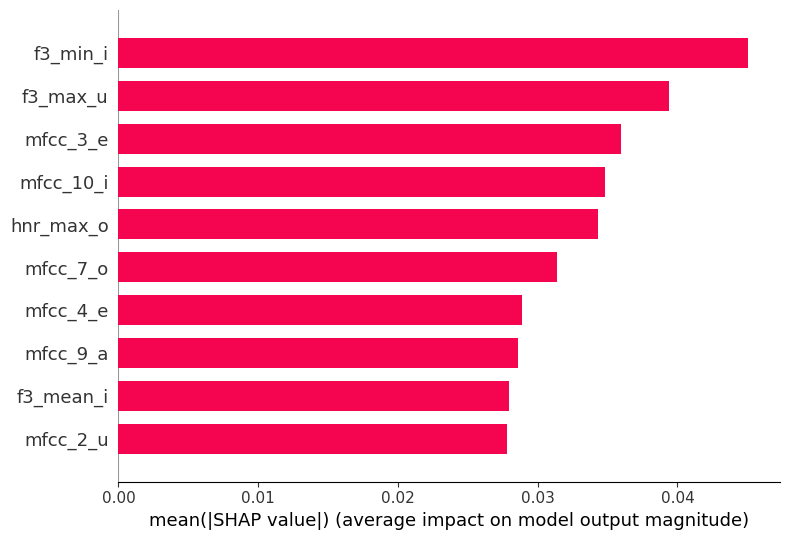 f3_min_i
f3_max_u
mfcc_3_e
mfcc_10_i
hnr_max_o
mfcc_7_o
mfcc_4_e
mfcc_9_a
f3_mean_i
mfcc_2_u
0.00 0.01 0.02 0.03 0.04
mean(|SHAP value|) (average impact on model output magnitude)